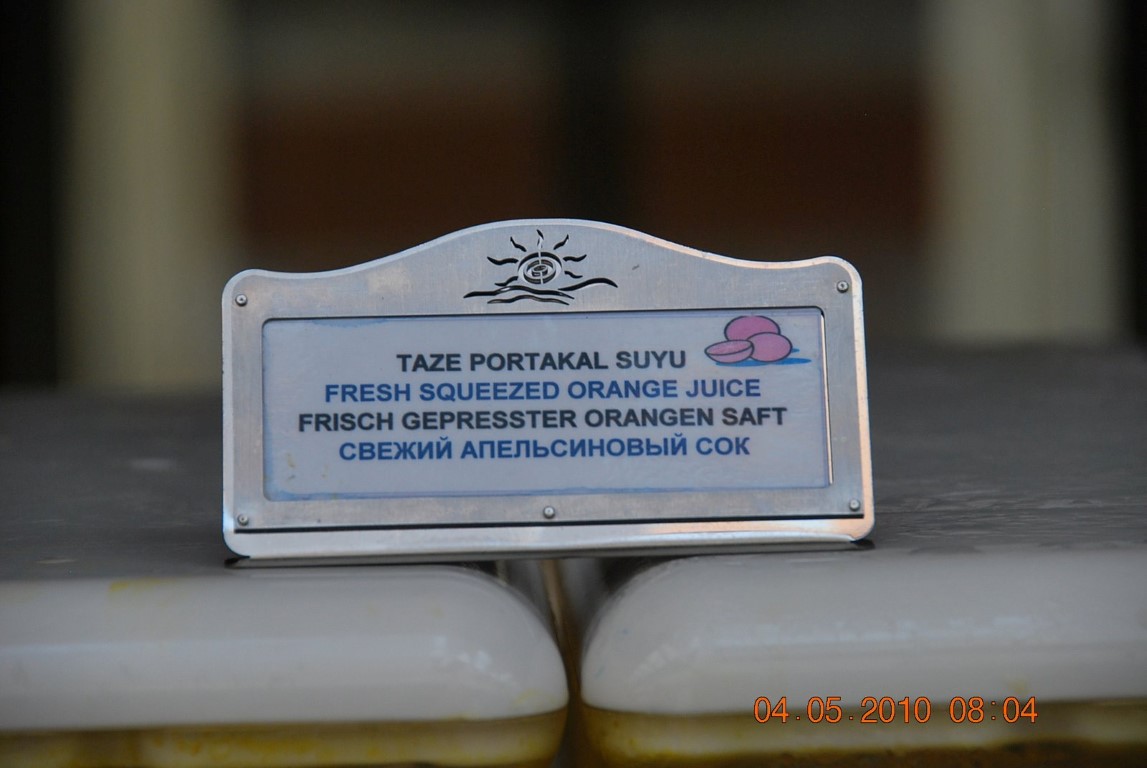 TAZE PORTAKAL SUYU
FRESH SQUEEZED ORANGE JUICE
FRISCH GEPRESSTER ORANGEN SAFT
СВЕЖИЙ АПЕЛЬСИНОВЫЙ СОК
04.05.2010 08:04